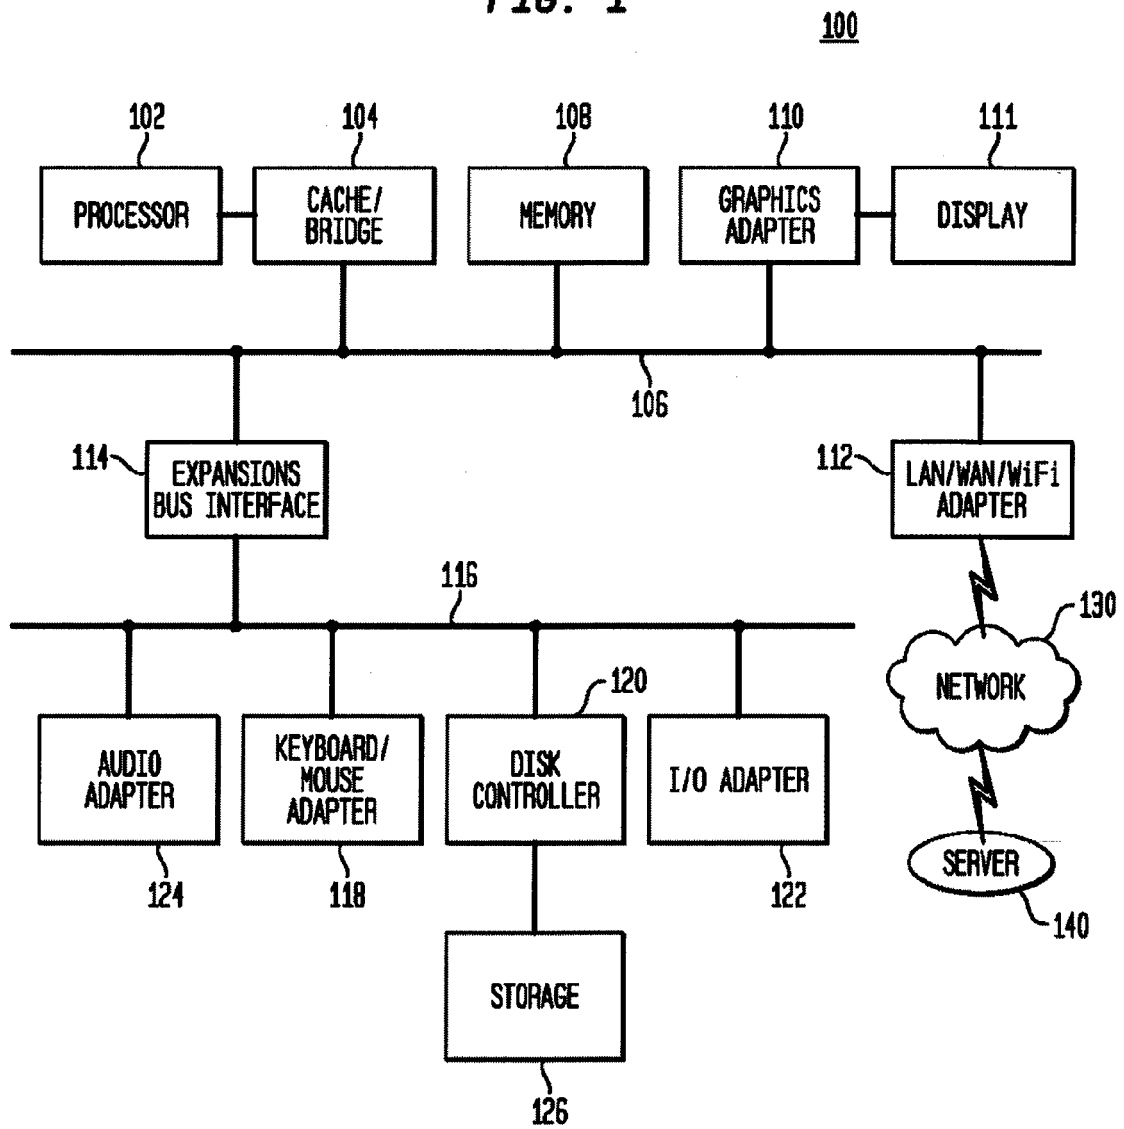 FIG. 1
100
102
104
108
110
111
PROCESSOR
CACHE/
BRIDGE
MEMORY
GRAPHICS
ADAPTER
DISPLAY
106
114
EXPANSIONS
BUS INTERFACE
112
LAN/WAN/WiFi
ADAPTER
116
130
NETWORK
120
AUDIO
ADAPTER
KEYBOARD/
MOUSE
ADAPTER
DISK
CONTROLLER
I/O ADAPTER
SERVER
124
118
122
140
STORAGE
126